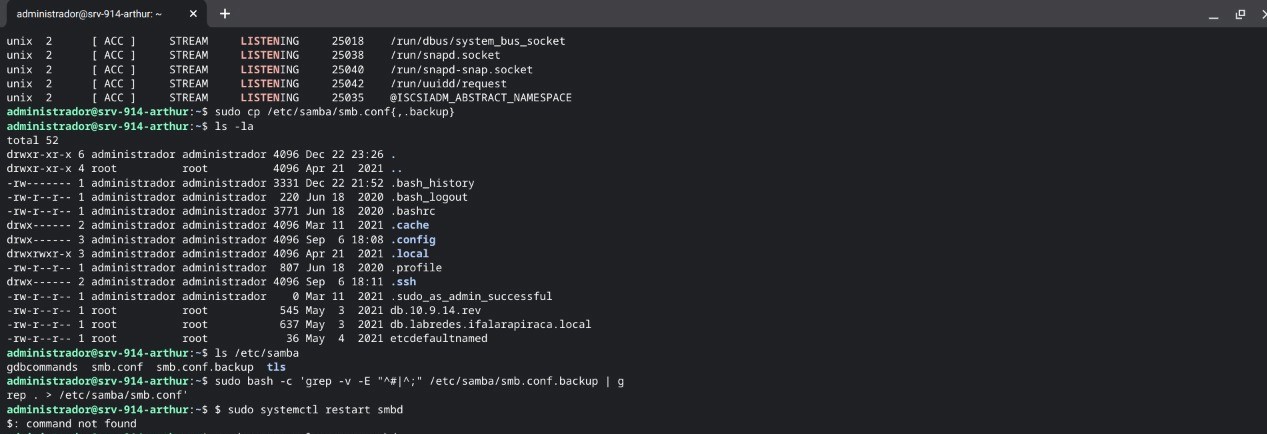 administrador@srv-914-arthur: ~ × +
unix 2 [ ACC ] STREAM LISTENING 25018 /run/dbus/system_bus_socket
unix 2 [ ACC ] STREAM LISTENING 25038 /run/snapd.socket
unix 2 [ ACC ] STREAM LISTENING 25040 /run/snapd-snap.socket
unix 2 [ ACC ] STREAM LISTENING 25042 /run/uuidd/request
unix 2 [ ACC ] STREAM LISTENING 25035 @ISCSIADM_ABSTRACT_NAMESPACE
administrador@srv-914-arthur:~$ sudo cp /etc/samba/smb.conf{,.backup}
administrador@srv-914-arthur:~$ ls -la
total 52
drwxr-xr-x 6 administrador administrador 4096 Dec 22 23:26 .
drwxr-xr-x 4 root root 4096 Apr 21 2021 ..
-rw------- 1 administrador administrador 3331 Dec 22 21:52 .bash_history
-rw-r--r-- 1 administrador administrador 220 Jun 18 2020 .bash_logout
-rw-r--r-- 1 administrador administrador 3771 Jun 18 2020 .bashrc
drwx------ 2 administrador administrador 4096 Mar 11 2021 .cache
drwx------ 3 administrador administrador 4096 Sep 6 18:08 .config
drwxrwxr-x 3 administrador administrador 4096 Apr 21 2021 .local
-rw-r--r-- 1 administrador administrador 807 Jun 18 2020 .profile
drwx------ 2 administrador administrador 4096 Sep 6 18:11 .ssh
-rw-r--r-- 1 administrador administrador 0 Mar 11 2021 .sudo_as_admin_successful
-rw-r--r-- 1 root root 545 May 3 2021 db.10.9.14.rev
-rw-r--r-- 1 root root 637 May 3 2021 db.labredes.ifalarapiraca.local
-rw-r--r-- 1 root root 36 May 4 2021 etcdefaultnamed
administrador@srv-914-arthur:~$ ls /etc/samba
gdbcommands smb.conf smb.conf.backup tls
administrador@srv-914-arthur:~$ sudo bash -c 'grep -v -E "^#|^;" /etc/samba/smb.conf.backup | g
rep . > /etc/samba/smb.conf'
administrador@srv-914-arthur:~$ $ sudo systemctl restart smbd
$: command not found